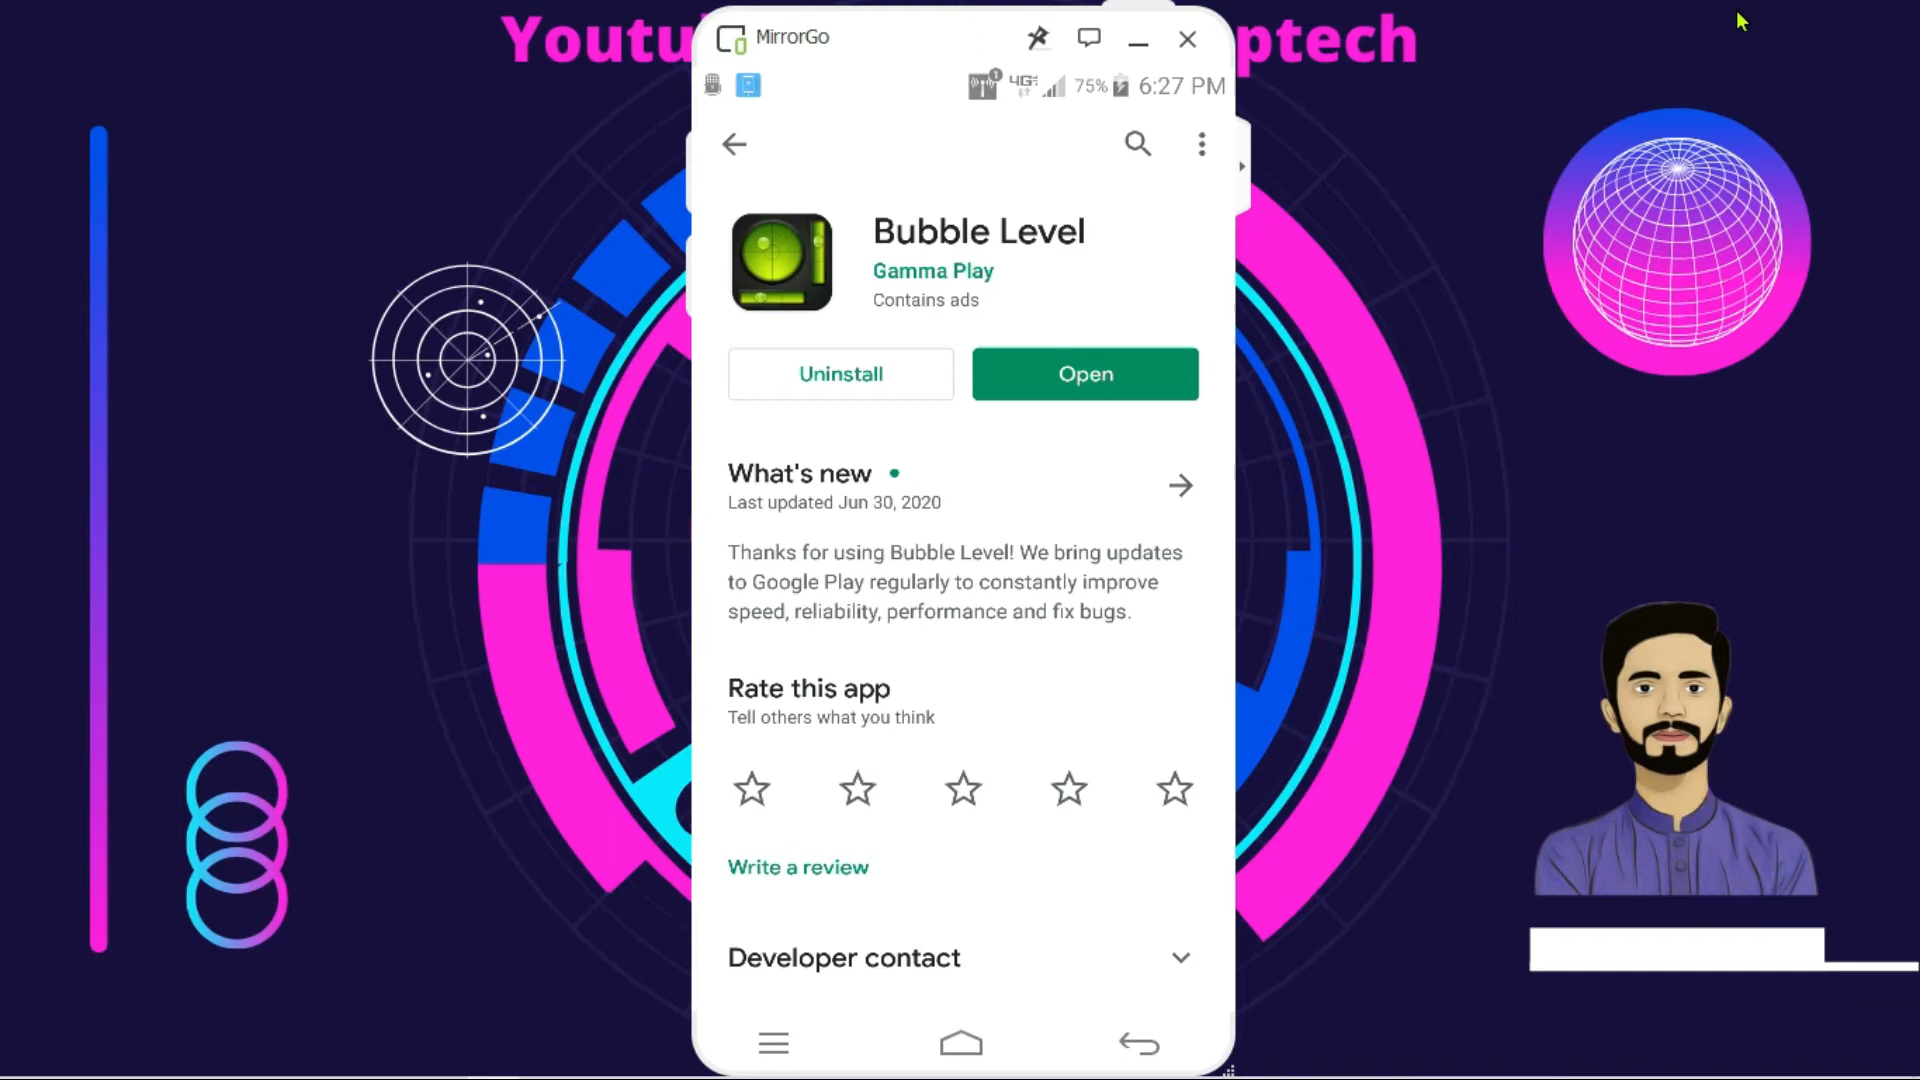 Youtu
ptech
MirrorGo
1
4G
75%
6:27 PM
Bubble Level
Gamma Play
Contains ads
Uninstall
Open
What's new
Last updated Jun 30, 2020
Thanks for using Bubble Level! We bring updates
to Google Play regularly to constantly improve
speed, reliability, performance and fix bugs.
Rate this app
Tell others what you think
Write a review
Developer contact